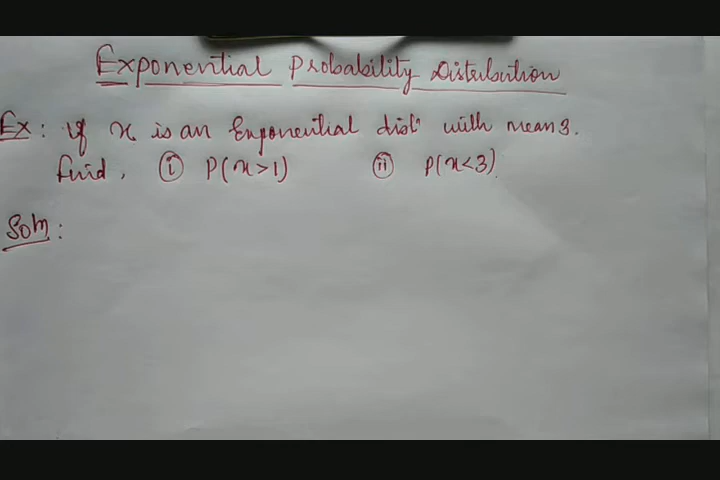 Exponential Probability Distribution
Ex: If x is an Exponential distⁿ with mean 3.
Find, (i) P(x>1) (ii) P(x<3).
Soln: